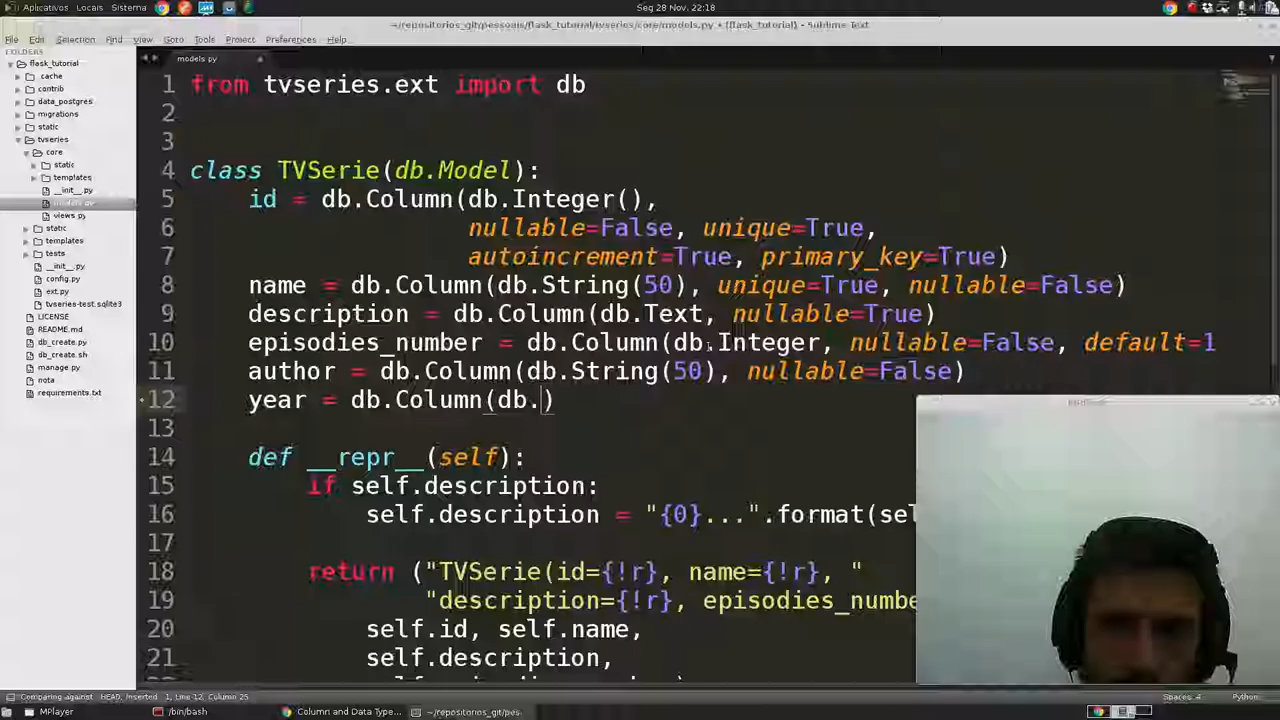 Aplicativos Locais Sistema
Seg 28 Nov, 22:18
~/repositorios_git/pessoais/flask_tutorial/tvseries/core/models.py • (flask_tutorial) - Sublime Text
File Edit Selection Find View Goto Tools Project Preferences Help
FOLDERS
flask_tutorial
cache
contrib
data_postgres
migrations
static
tvseries
core
static
templates
__init__.py
models.py
views.py
static
templates
tests
__init__.py
config.py
ext.py
tvseries-test.sqlite3
LICENSE
README.md
db_create.py
db_create.sh
manage.py
nota
requirements.txt
models.py
1 from tvseries.ext import db
2
3
4 class TVSerie(db.Model):
5 id = db.Column(db.Integer(),
6 nullable=False, unique=True,
7 autoincrement=True, primary_key=True)
8 name = db.Column(db.String(50), unique=True, nullable=False)
9 description = db.Column(db.Text, nullable=True)
10 episodies_number = db.Column(db.Integer, nullable=False, default=1
11 author = db.Column(db.String(50), nullable=False)
12 year = db.Column(db.)
13
14 def __repr__(self):
15 if self.description:
16 self.description = "{0}...".format(sel
17
18 return ("TVSerie(id={!r}, name={!r}, "
19 "description={!r}, episodies_numbe
20 self.id, self.name,
21 self.description,
Comparing against HEAD, Inserted 1, Line 12, Column 25
Spaces: 4
Python
MPlayer
/bin/bash
Column and Data Type...
~/repositorios_git/pes...